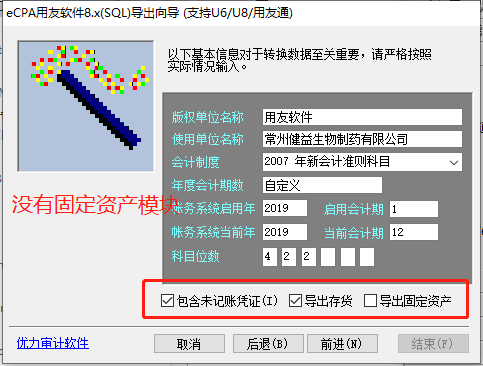 eCPA用友软件8.x(SQL)导出向导 (支持U6/U8/用友通)
以下基本信息对于转换数据至关重要，请严格按照
实际情况输入。
版权单位名称 用友软件
使用单位名称 常州健益生物制药有限公司
会计制度 2007 年新会计准则科目
年度会计期数 自定义
没有固定资产模块
账务系统启用年 2019 启用会计期 1
账务系统当前年 2019 当前会计期 12
科目位数 4 2 2
包含未记账凭证(I) 导出存货 导出固定资产
优力审计软件 取消 后退(B) 前进(N) 结束(F)